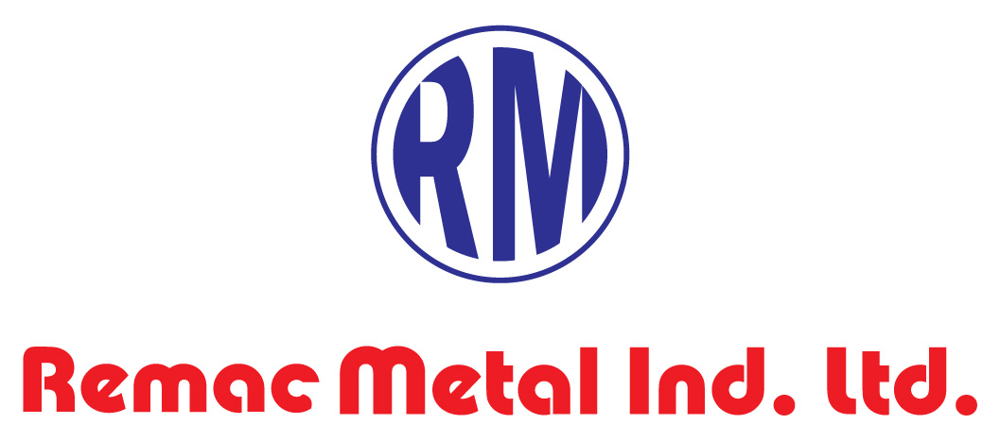 RM
Remac Metal Ind. Ltd.